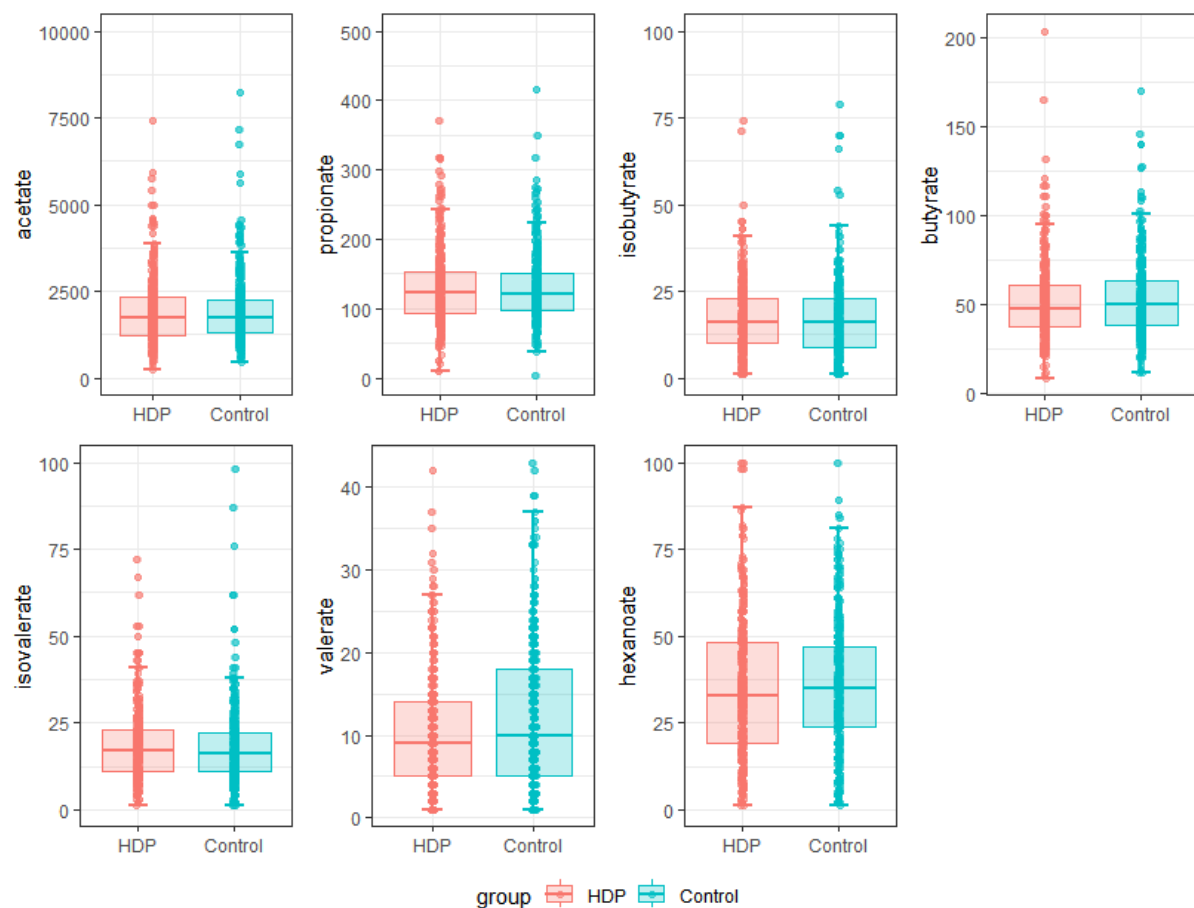 acetate
10000
7500
5000
2500
0
HDP Control
propionate
500
400
300
200
100
0
HDP Control
isobutyrate
100
75
50
25
0
HDP Control
butyrate
200
150
100
50
0
HDP Control
isovalerate
100
75
50
25
0
HDP Control
valerate
40
30
20
10
0
HDP Control
hexanoate
100
75
50
25
0
HDP Control
group HDP Control